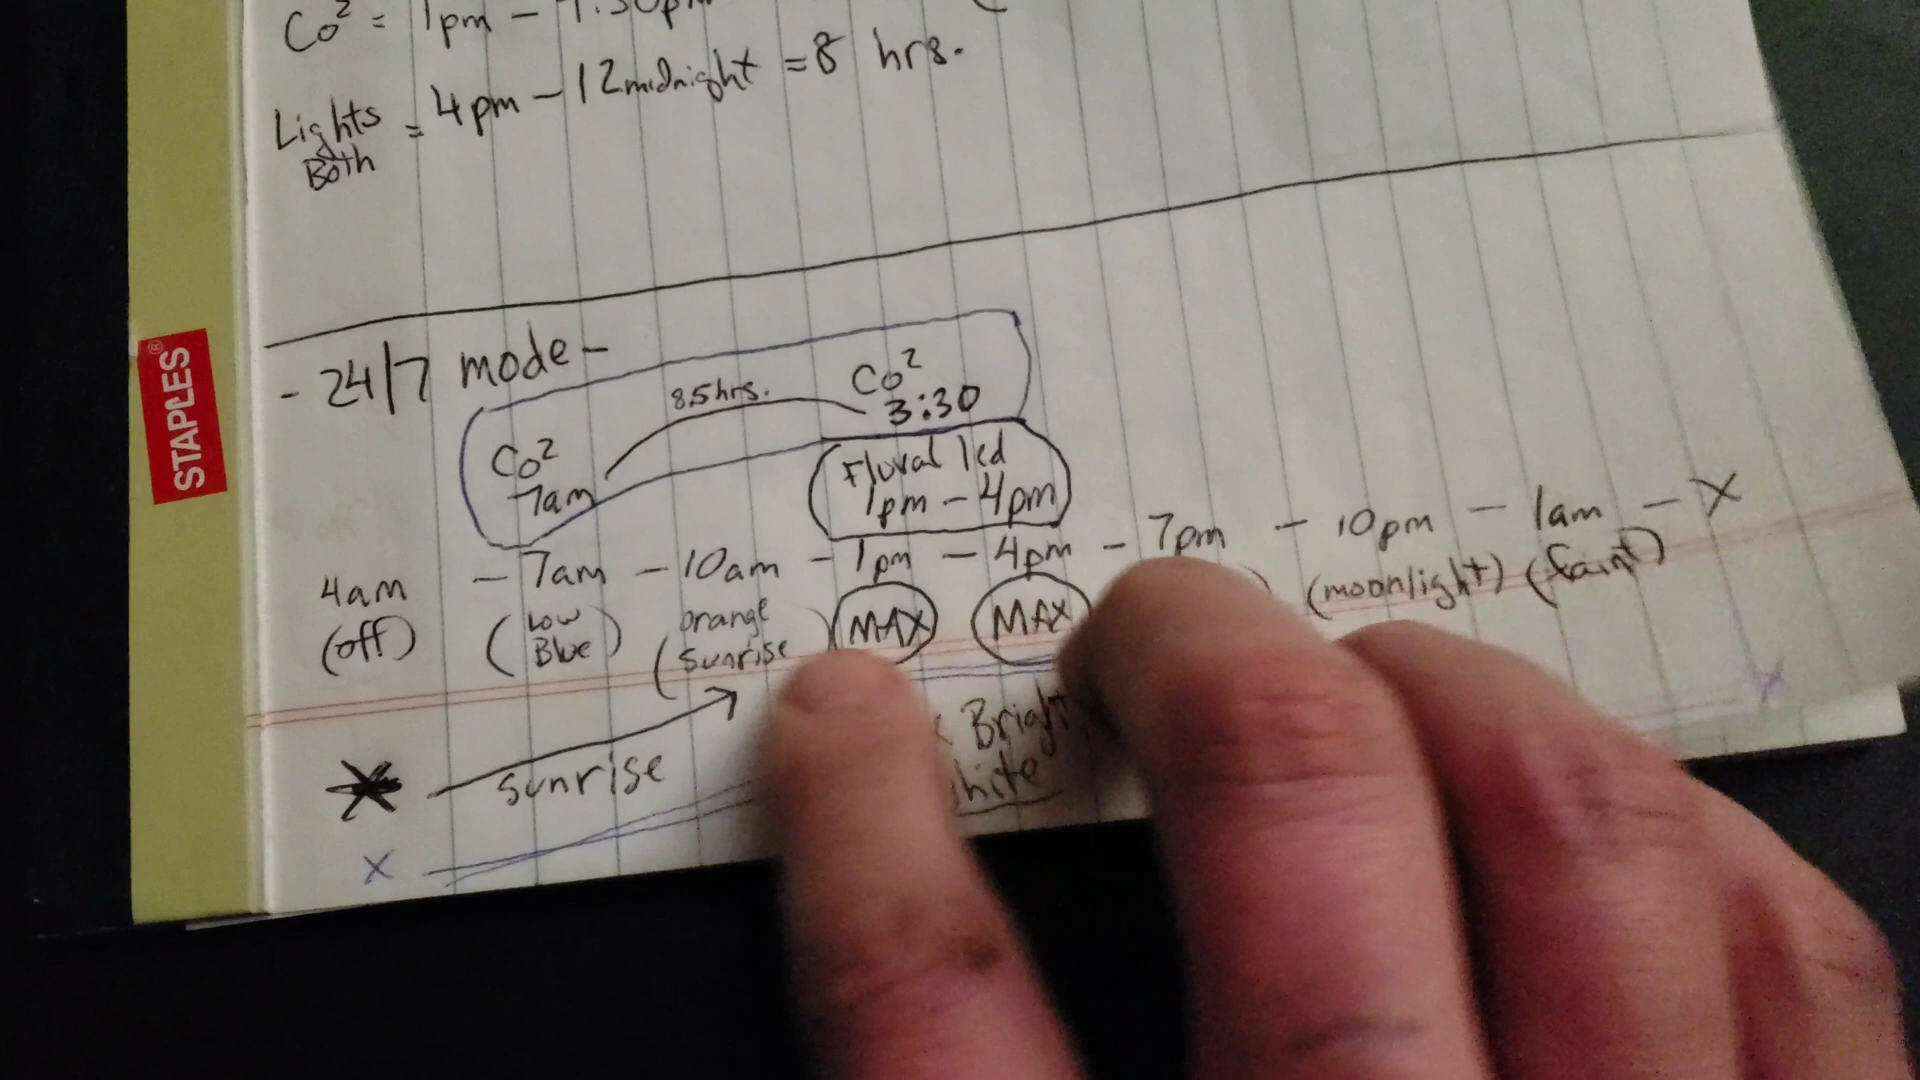 Co² = 1pm -
Lights Both = 4pm - 12midnight = 8 hrs.
STAPLES®
- 24/7 mode -
8.5hrs.
Co² 3:30
Co² 7am
Fluval led
1pm - 4pm
4am - 7am - 10am - 1pm - 4pm - 7pm - 10pm - 1am - X
(off) (Low Blue) (orange sunrise) MAX MAX (moonlight) (faint)
sunrise
Bright
X
X